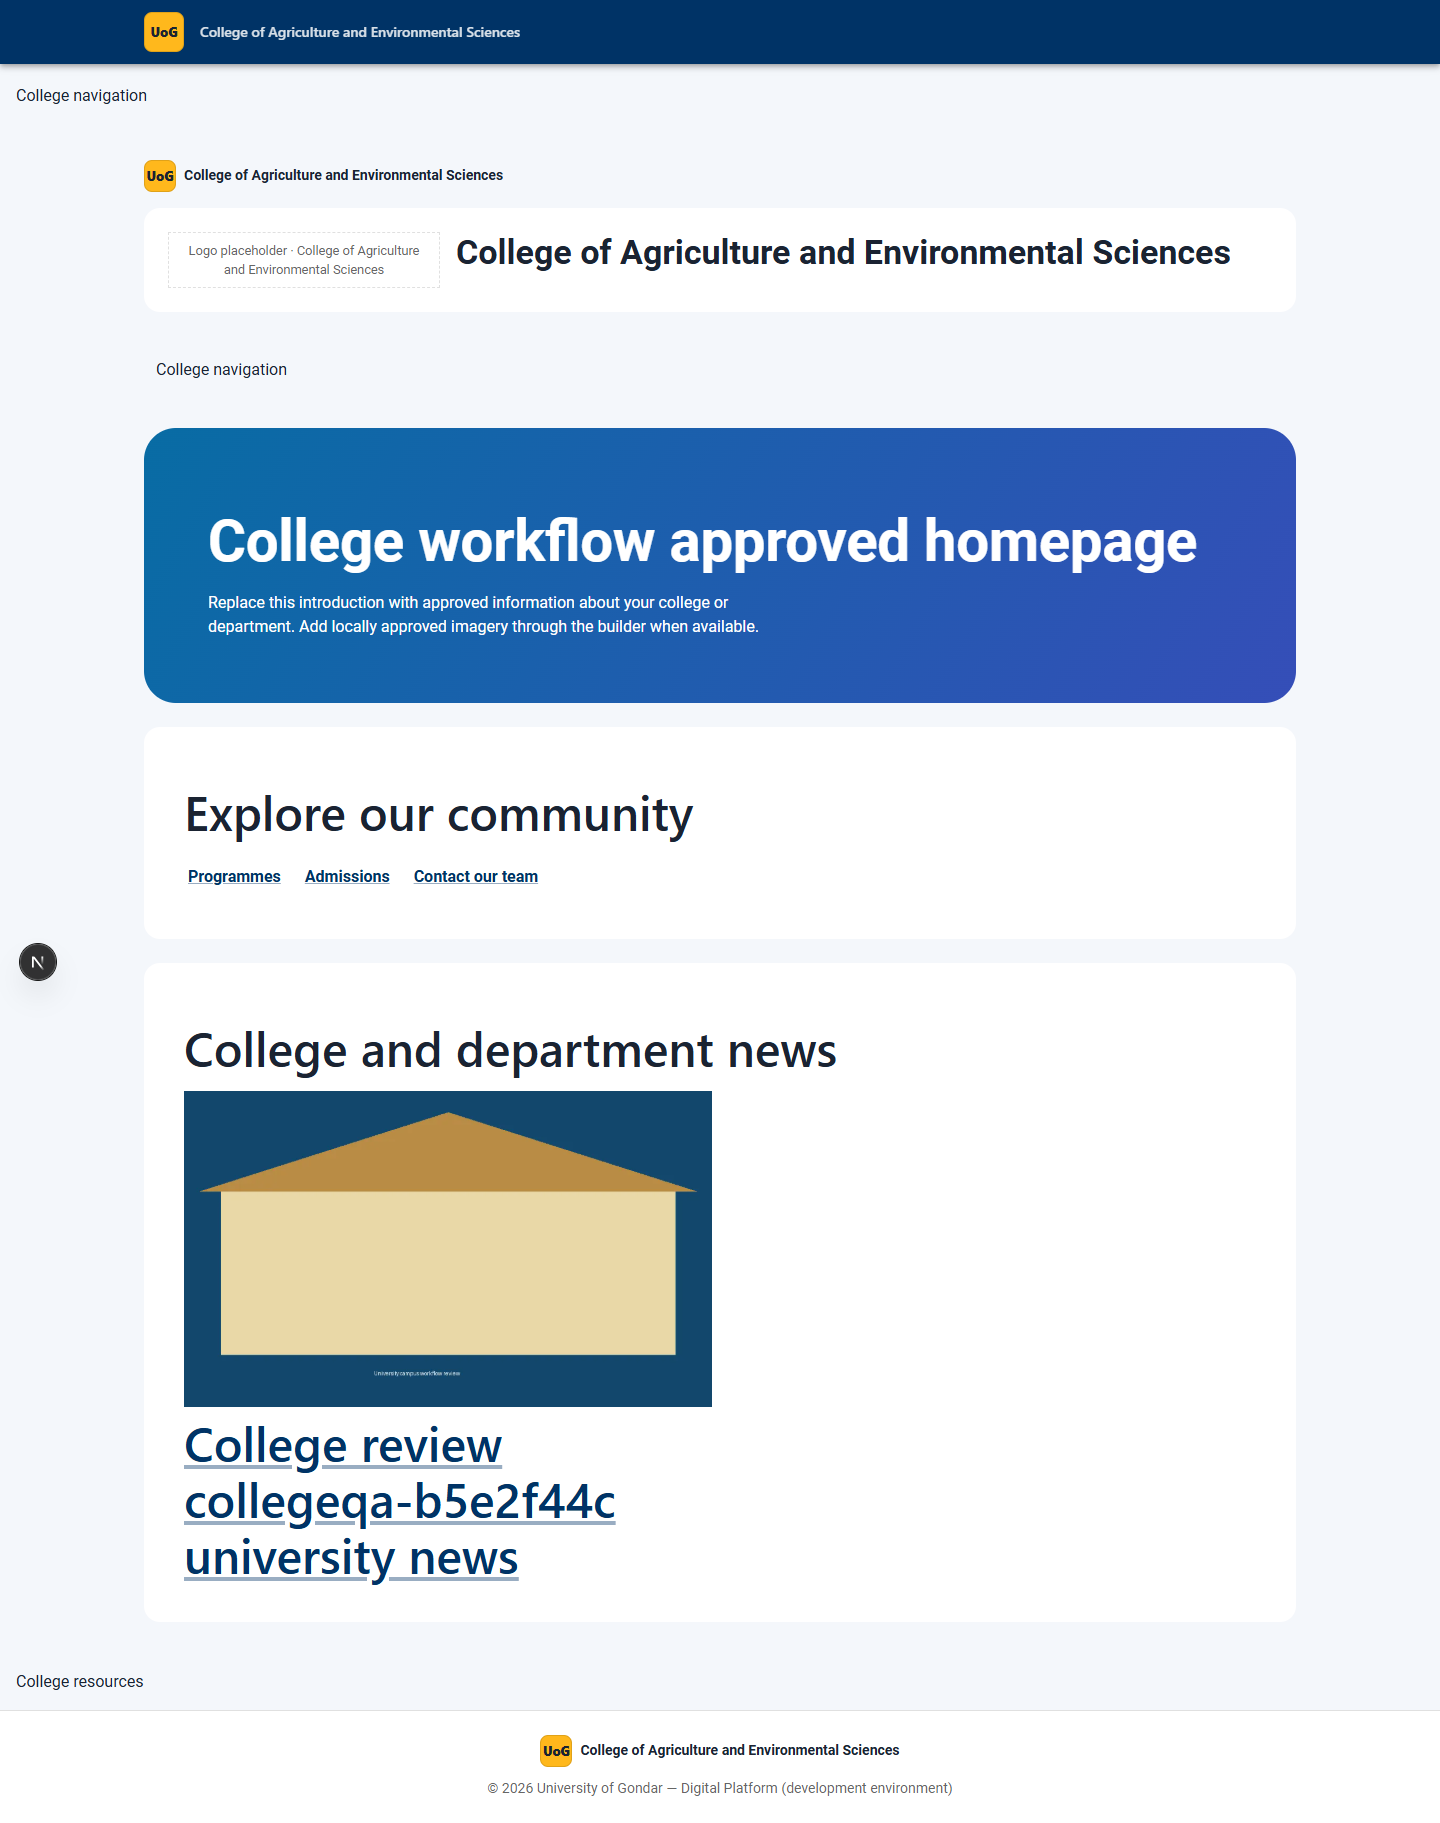 UoG College of Agriculture and Environmental Sciences
College navigation
UoG College of Agriculture and Environmental Sciences
Logo placeholder · College of Agriculture
and Environmental Sciences
College of Agriculture and Environmental Sciences
College navigation
College workflow approved homepage
Replace this introduction with approved information about your college or
department. Add locally approved imagery through the builder when available.
Explore our community
Programmes Admissions Contact our team
N
College and department news
University campus workflow review
College review
collegeqa-b5e2f44c
university news
College resources
UoG College of Agriculture and Environmental Sciences
© 2026 University of Gondar — Digital Platform (development environment)